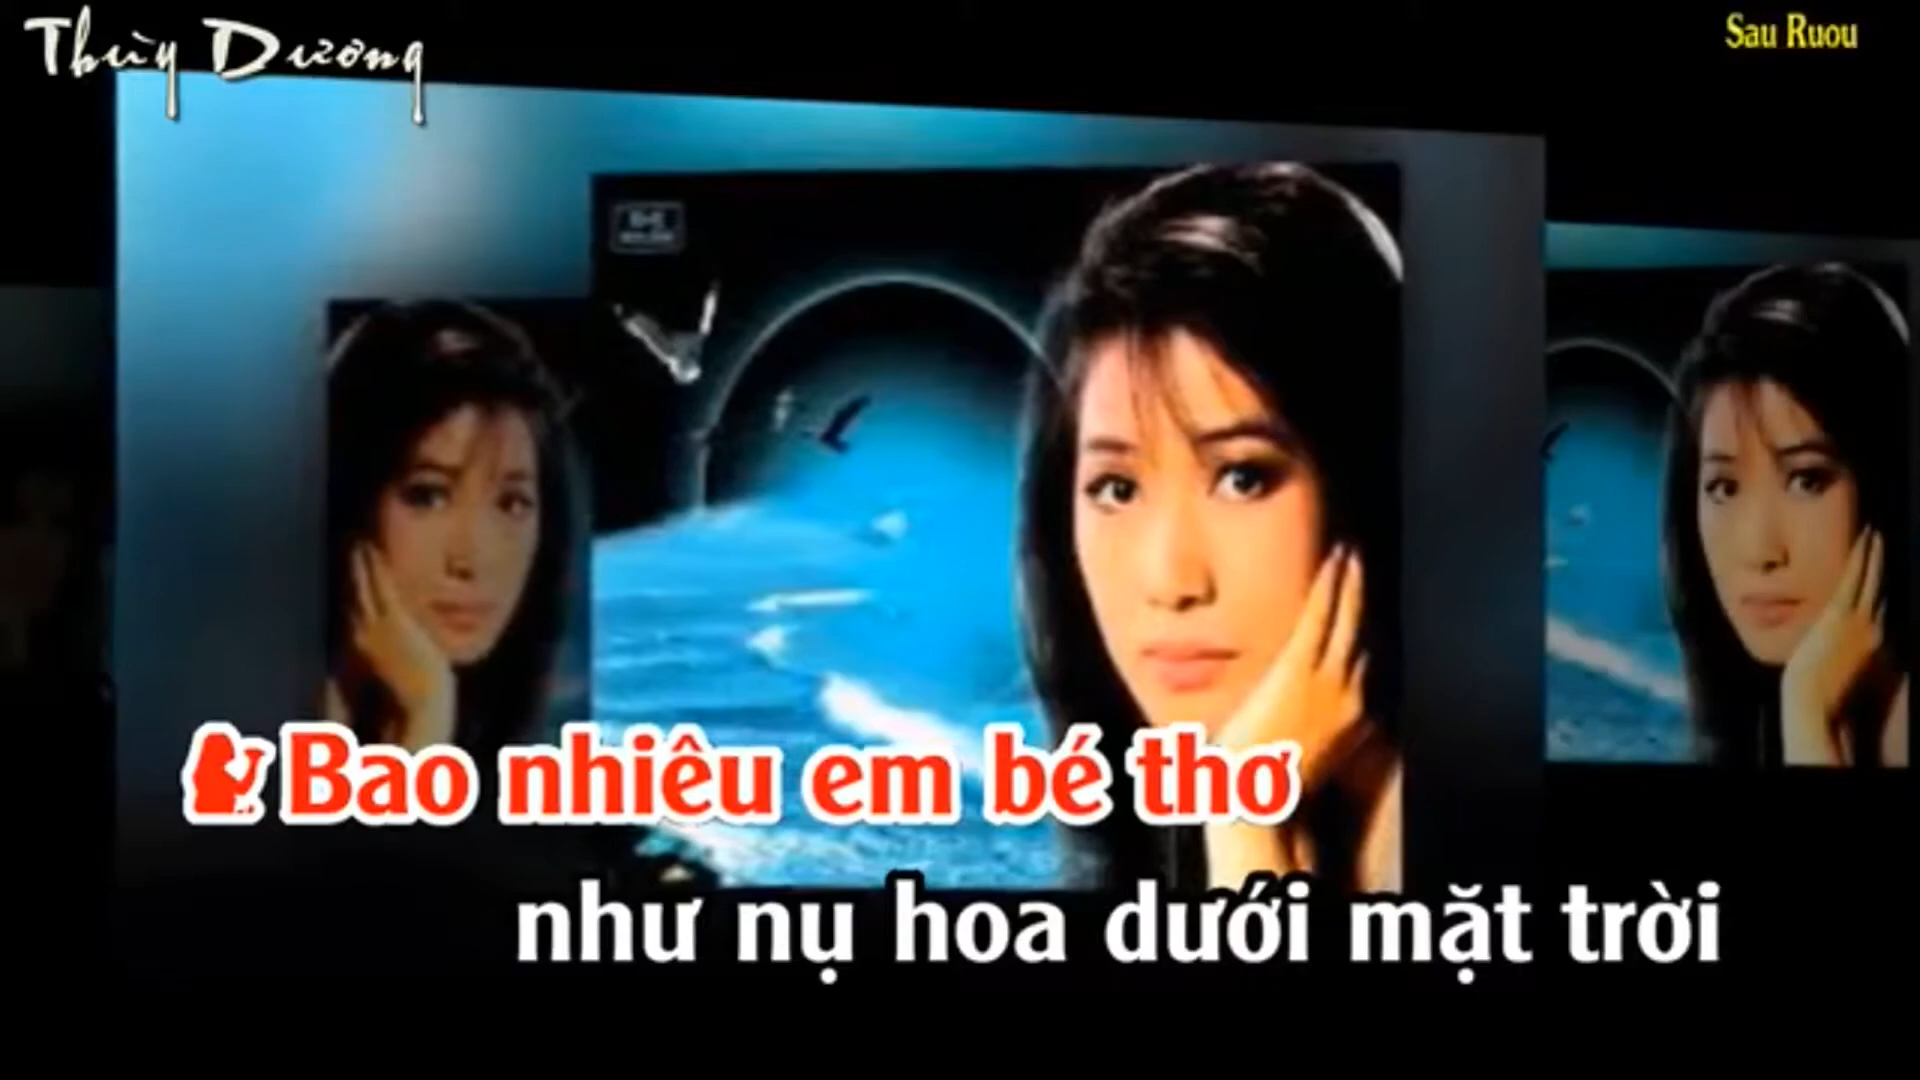 Thùy Dương
Sau Ruou
Bao nhiêu em bé thơ
như nụ hoa dưới mặt trời